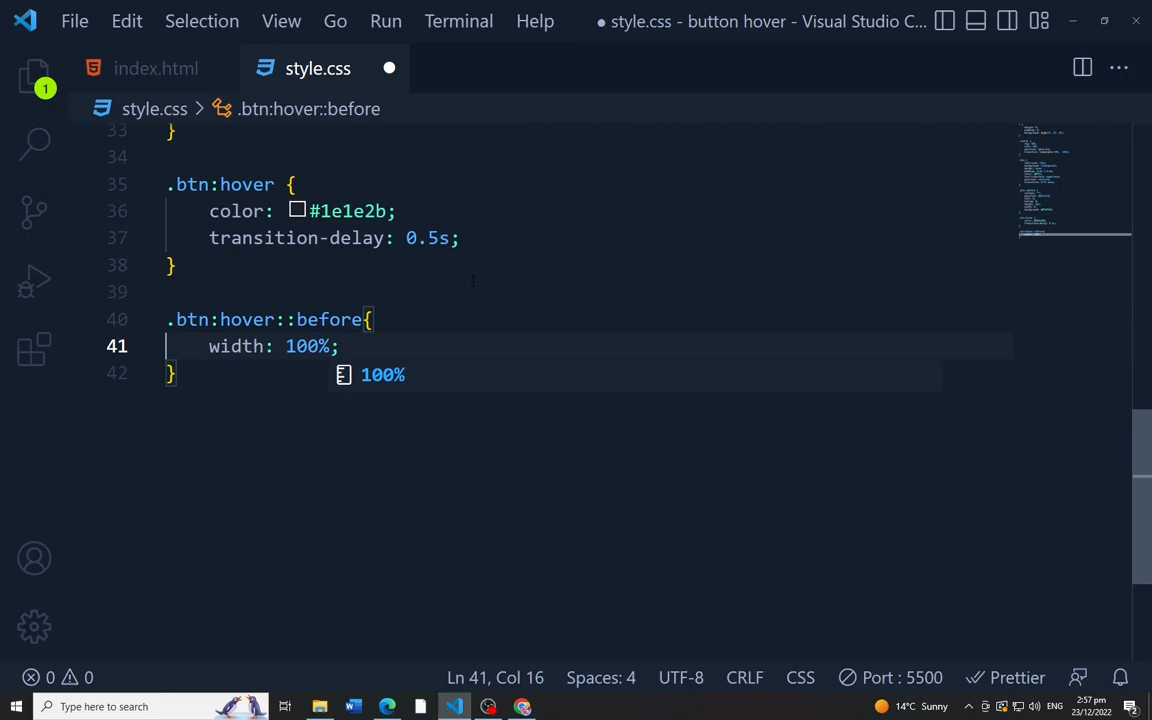 File Edit Selection View Go Run Terminal Help ● style.css - button hover - Visual Studio C...
index.html style.css
1
style.css > .btn:hover::before
33 }
34
35 .btn:hover {
36 color: #1e1e2b;
37 transition-delay: 0.5s;
38 }
39
40 .btn:hover::before{
41 width: 100%;
42 }
100%
0 0 Ln 41, Col 16 Spaces: 4 UTF-8 CRLF CSS Port : 5500 Prettier
Type here to search 14°C Sunny ENG 2:57 pm
23/12/2022 2